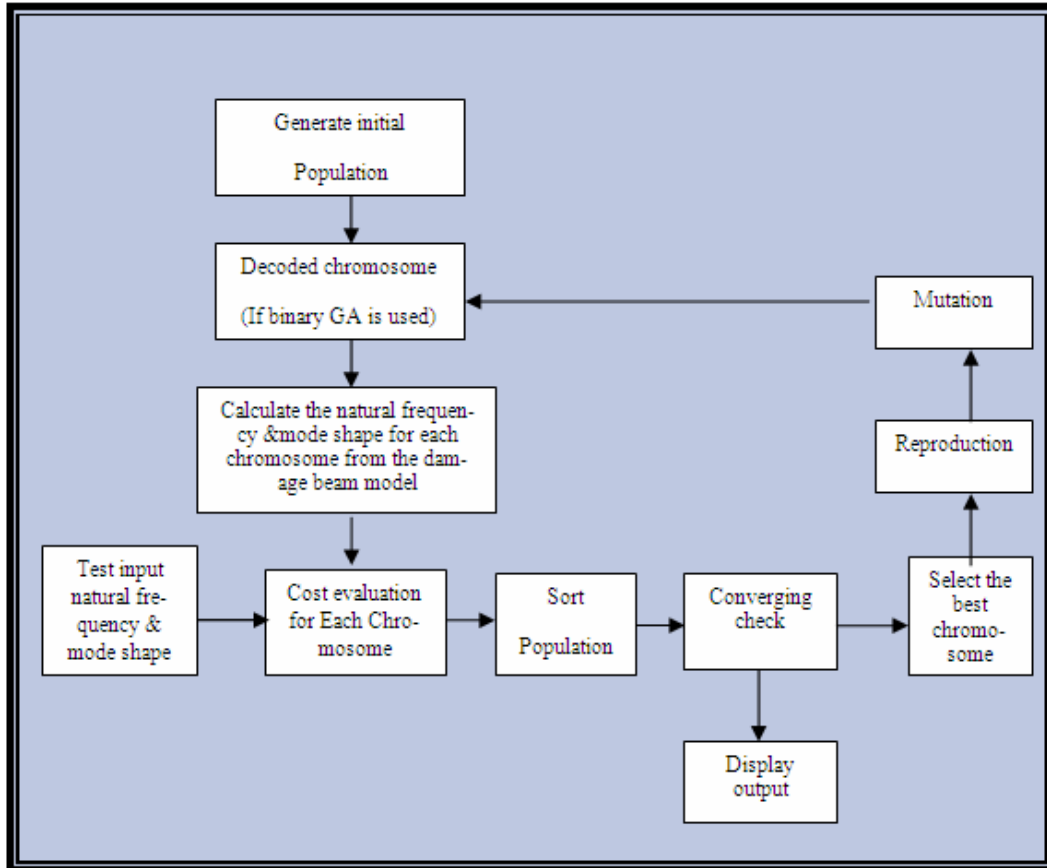 Generate initial
Population
Decoded chromosome
(If binary GA is used)
Mutation
Calculate the natural frequen-
cy &mode shape for each
chromosome from the dam-
age beam model
Reproduction
Test input
natural fre-
quency &
mode shape
Cost evaluation
for Each Chro-
mosome
Sort
Population
Converging
check
Select the
best
chromo-
some
Display
output